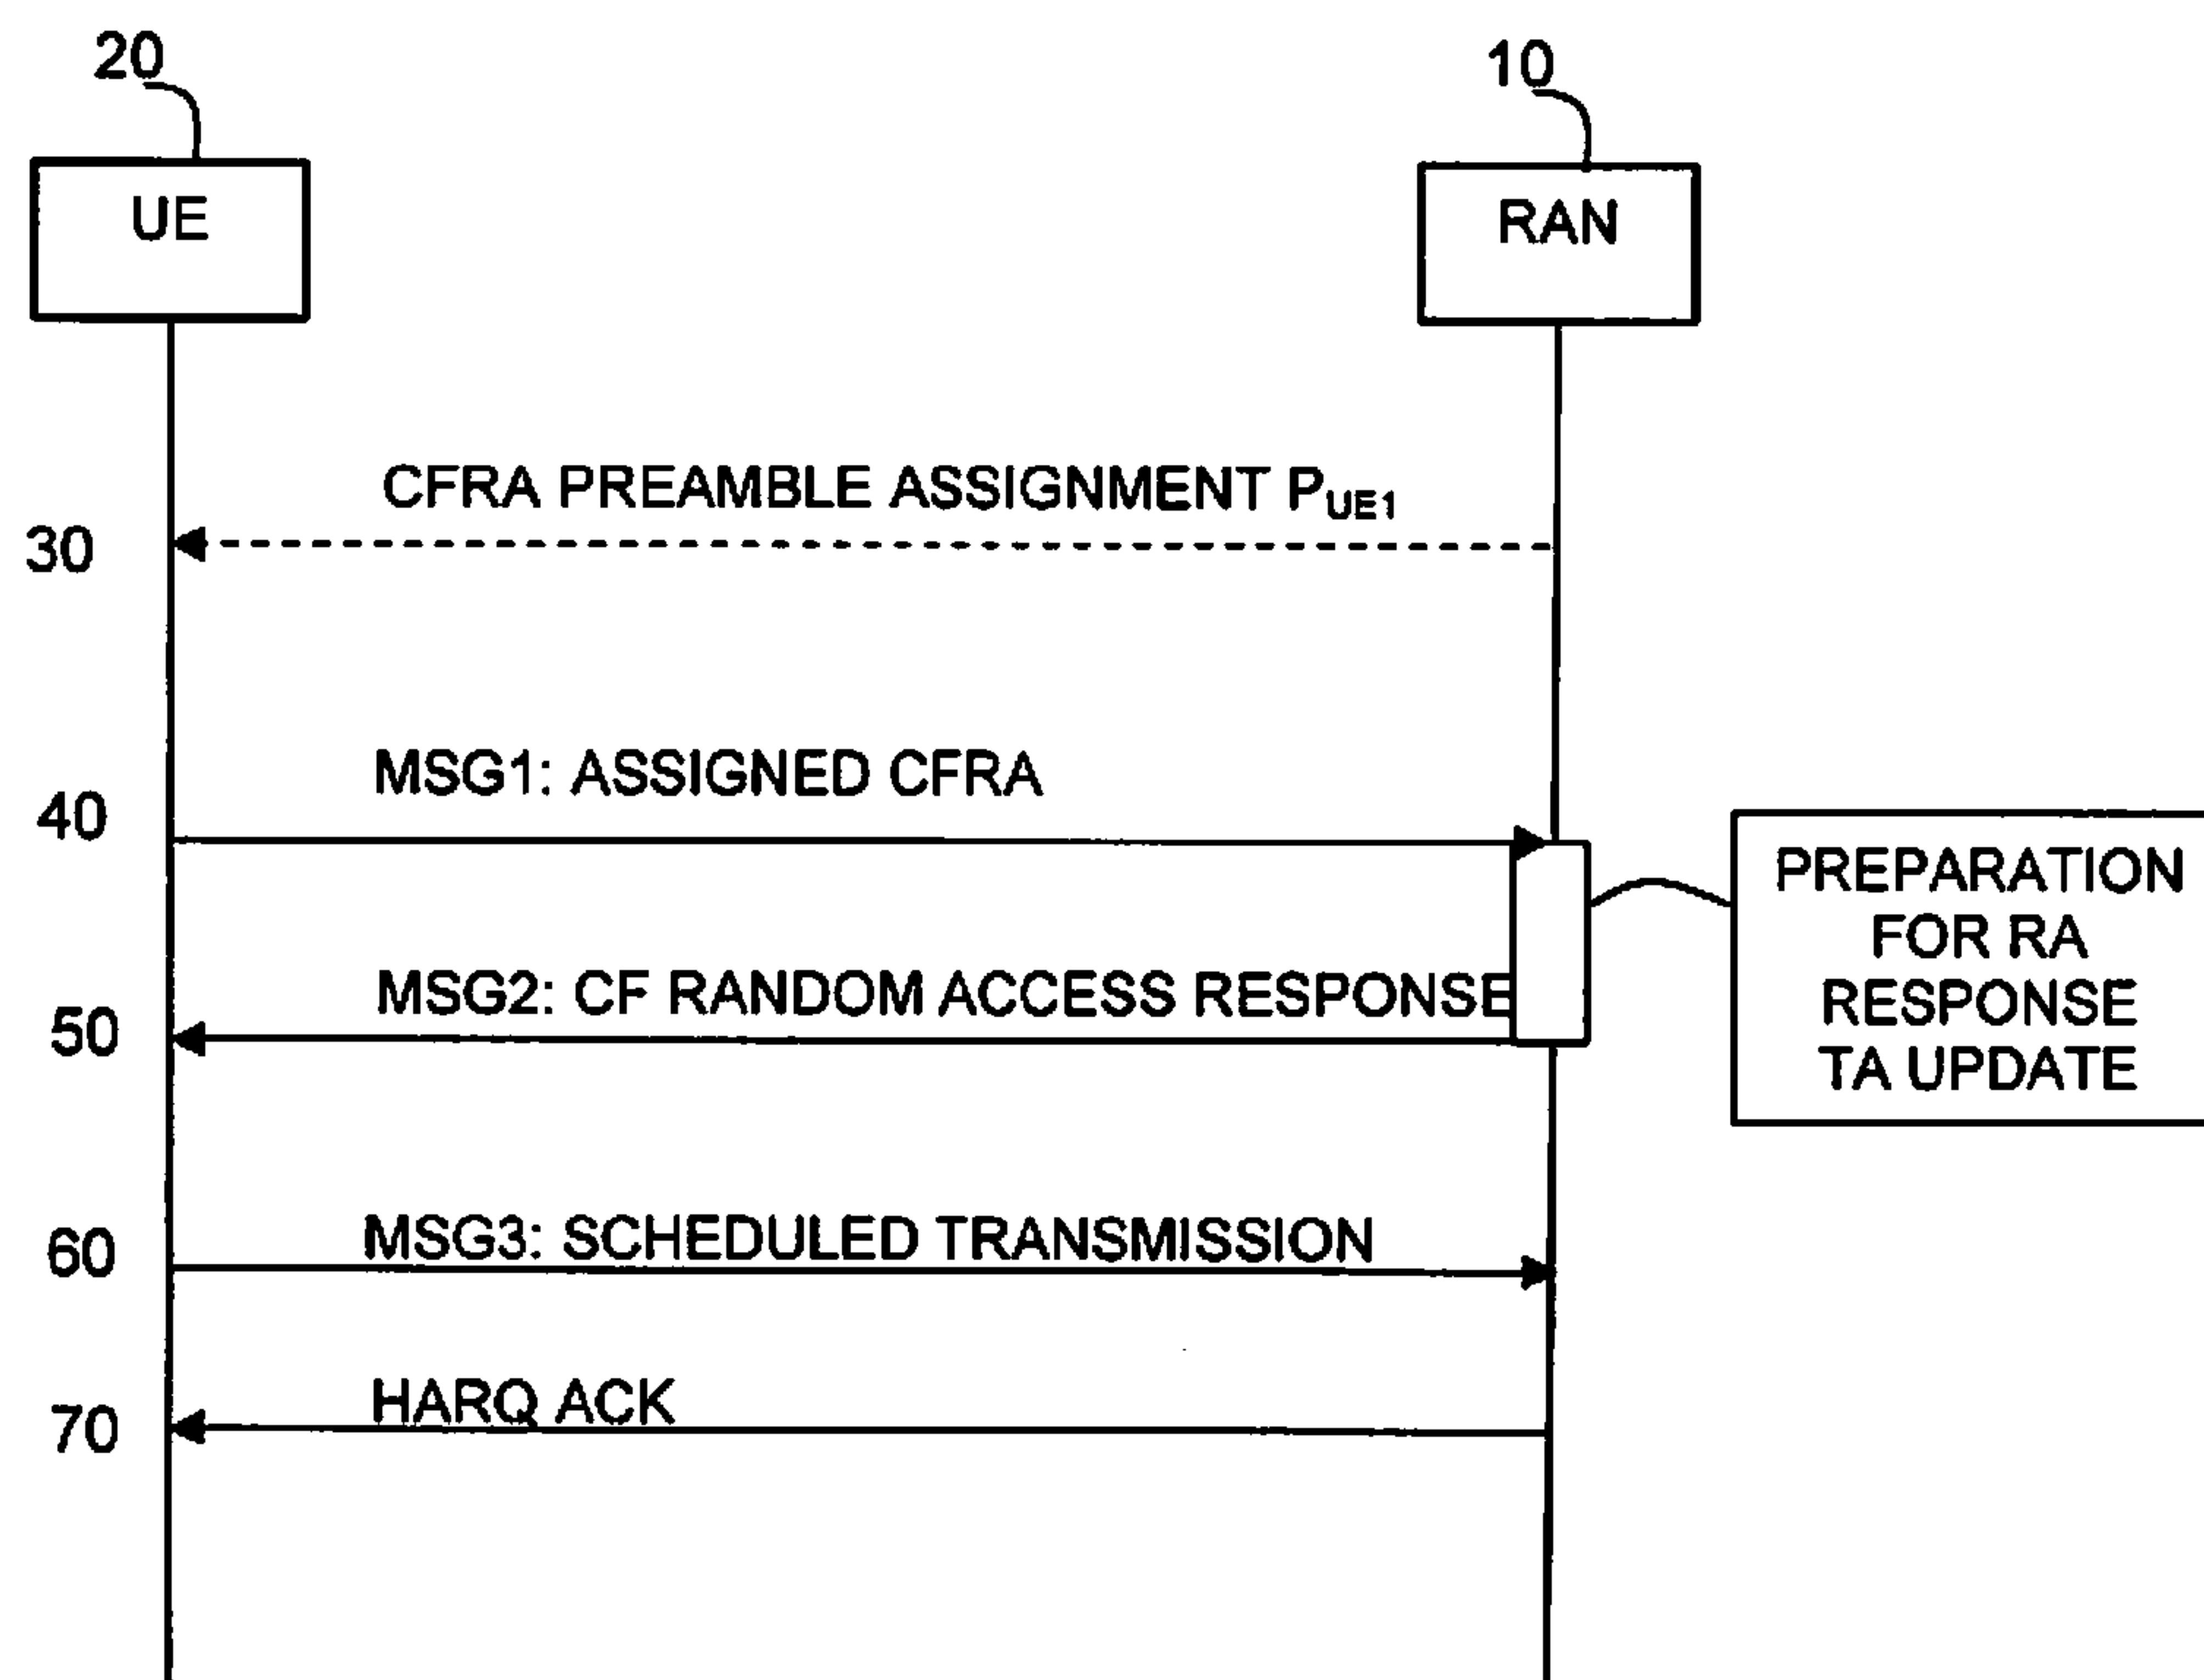 20
10
UE
RAN
CFRA PREAMBLE ASSIGNMENT PUE1
30
MSG1: ASSIGNED CFRA
40
PREPARATION
FOR RA
RESPONSE
TA UPDATE
MSG2: CF RANDOM ACCESS RESPONSE
50
MSG3: SCHEDULED TRANSMISSION
60
HARQ ACK
70